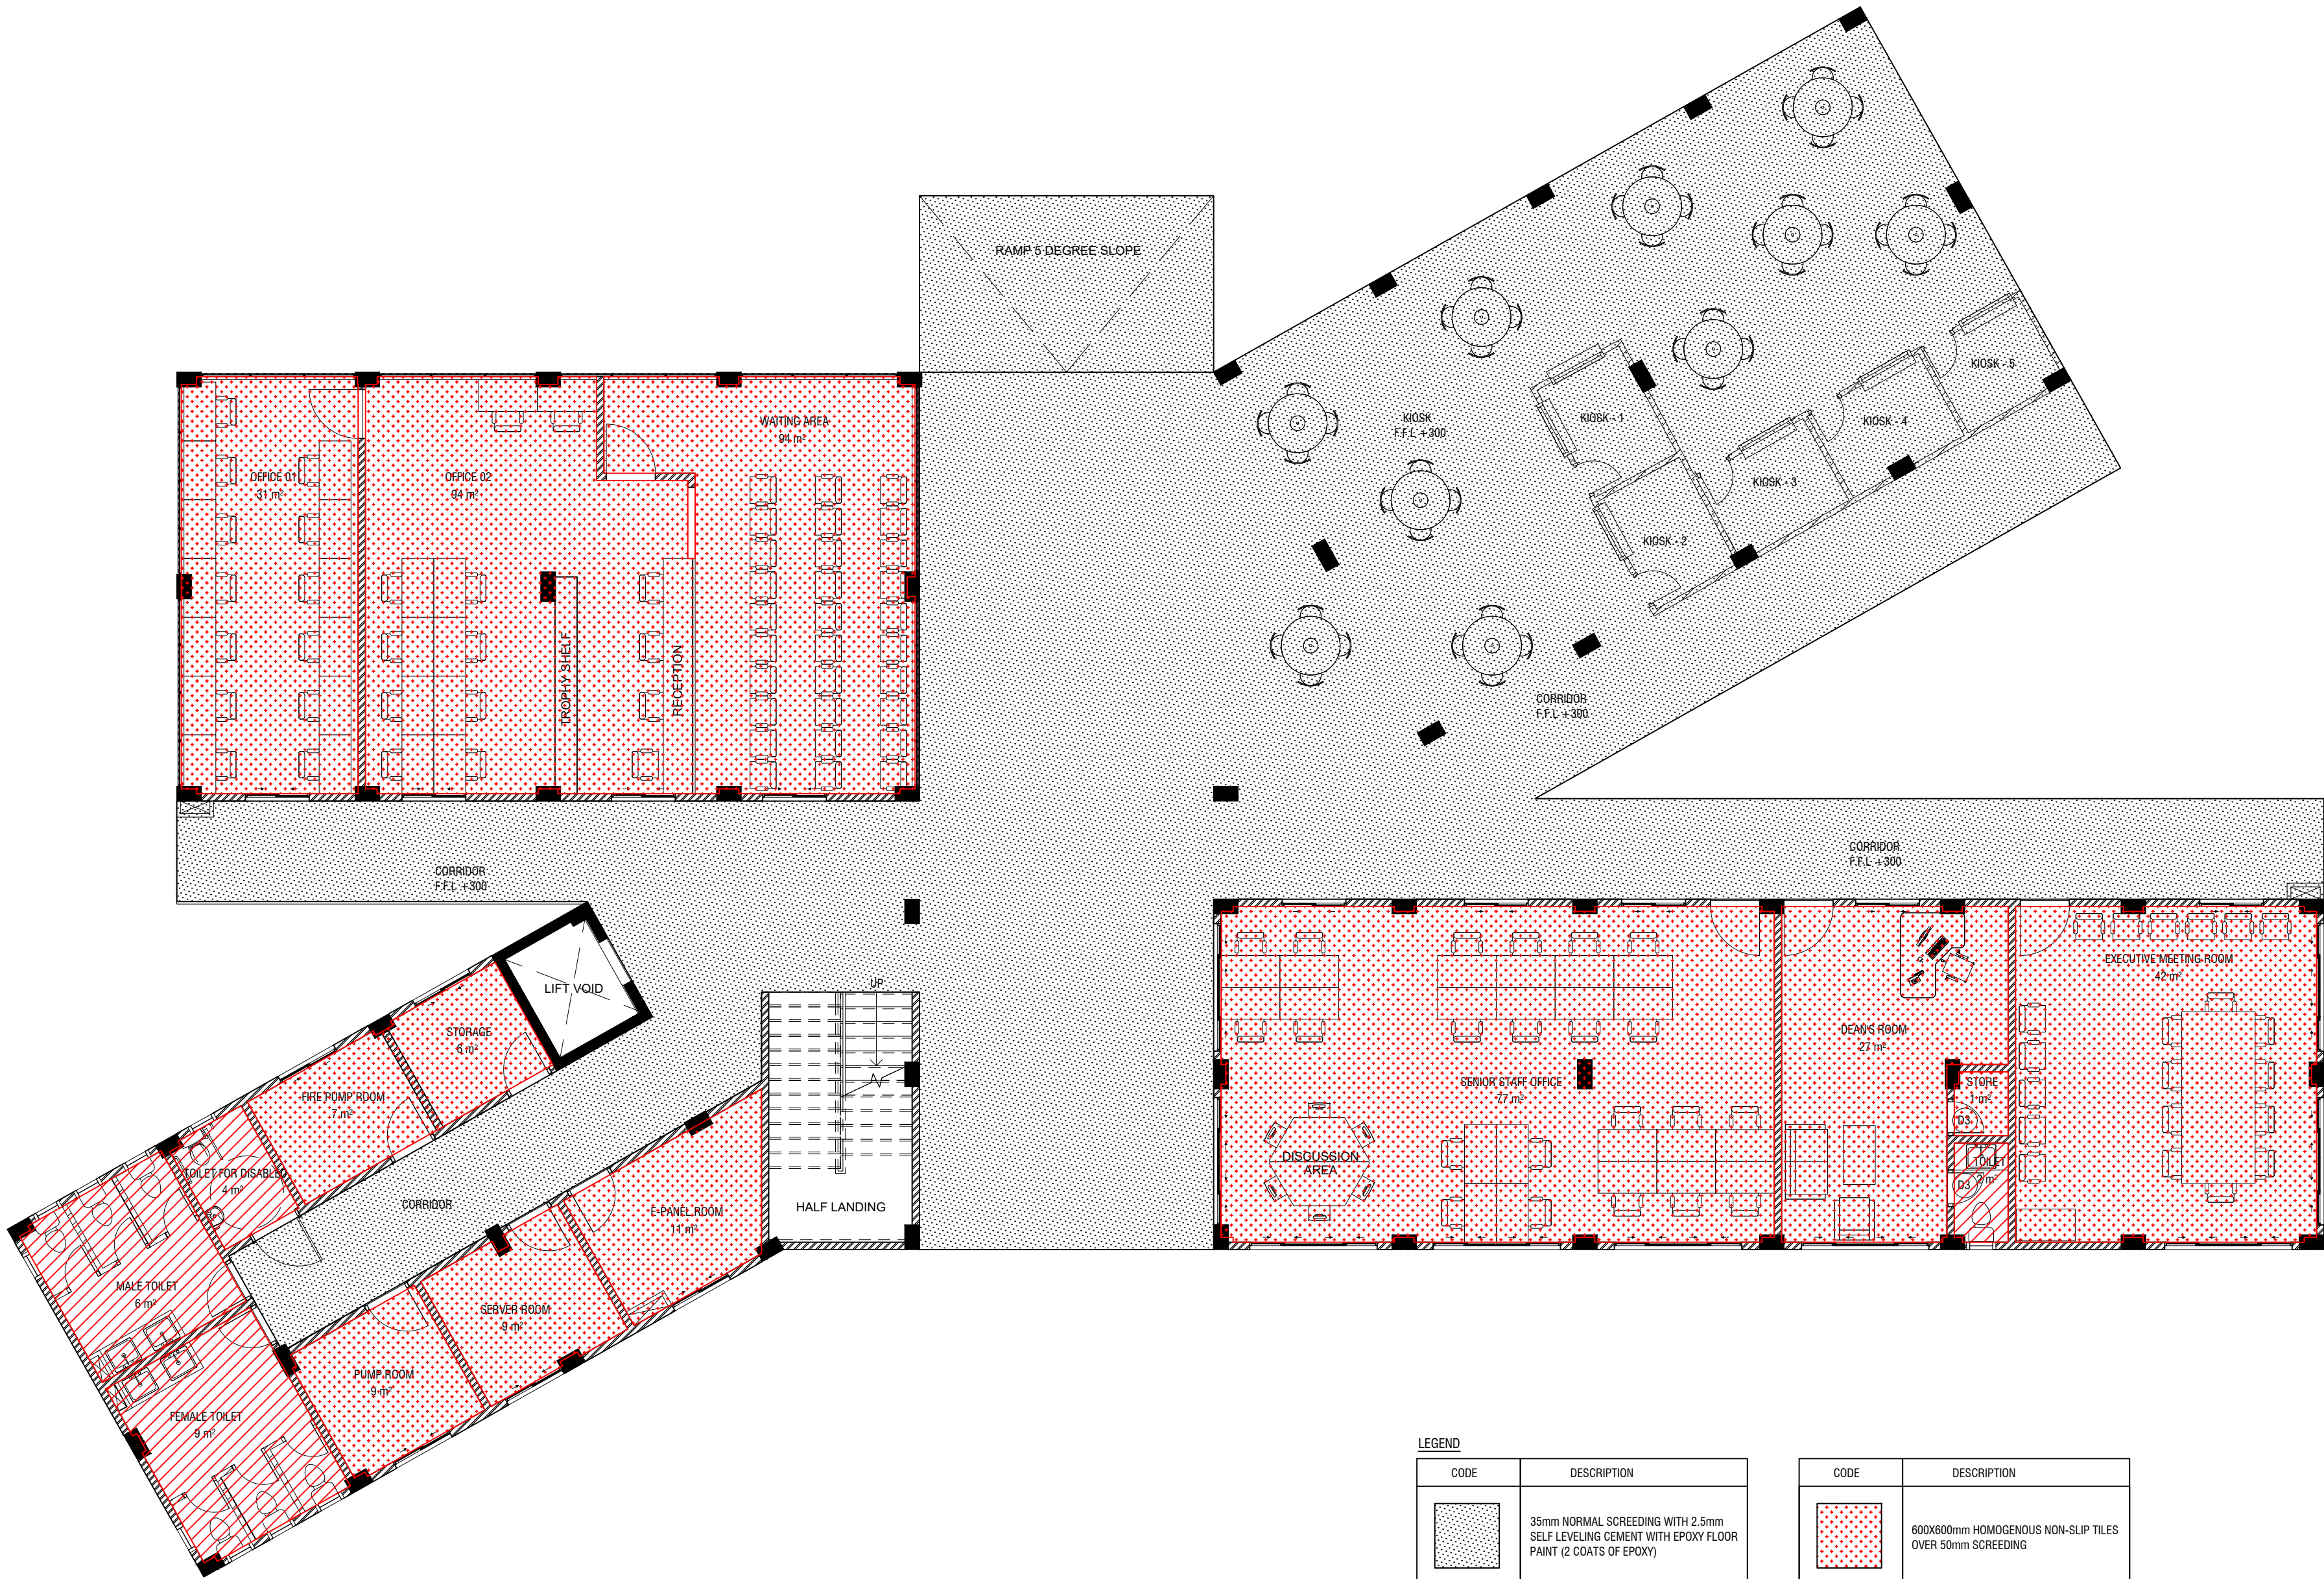 RAMP 5 DEGREE SLOPE
OFFICE 01
31 m²
OFFICE 02
94 m²
WAITING AREA
94 m²
TROPHY SHELF
RECEPTION
KIOSK
F.F.L +300
KIOSK - 1
KIOSK - 2
KIOSK - 3
KIOSK - 4
KIOSK - 5
CORRIDOR
F.F.L +300
CORRIDOR
F.F.L +300
CORRIDOR
F.F.L +300
LIFT VOID
UP
STORAGE
6 m²
FIRE PUMP ROOM
7 m²
TOILET FOR DISABLED
4 m²
CORRIDOR
HALF LANDING
E-PANEL ROOM
11 m²
MALE TOILET
6 m²
SERVER ROOM
9 m²
PUMP ROOM
9 m²
FEMALE TOILET
9 m²
SENIOR STAFF OFFICE
77 m²
DISCUSSION
AREA
DEAN'S ROOM
27 m²
STORE
1 m²
D3
TOILET
2 m²
D3
EXECUTIVE MEETING ROOM
42 m²
LEGEND
CODE DESCRIPTION
35mm NORMAL SCREEDING WITH 2.5mm
SELF LEVELING CEMENT WITH EPOXY FLOOR
PAINT (2 COATS OF EPOXY)
CODE DESCRIPTION
600X600mm HOMOGENOUS NON-SLIP TILES
OVER 50mm SCREEDING